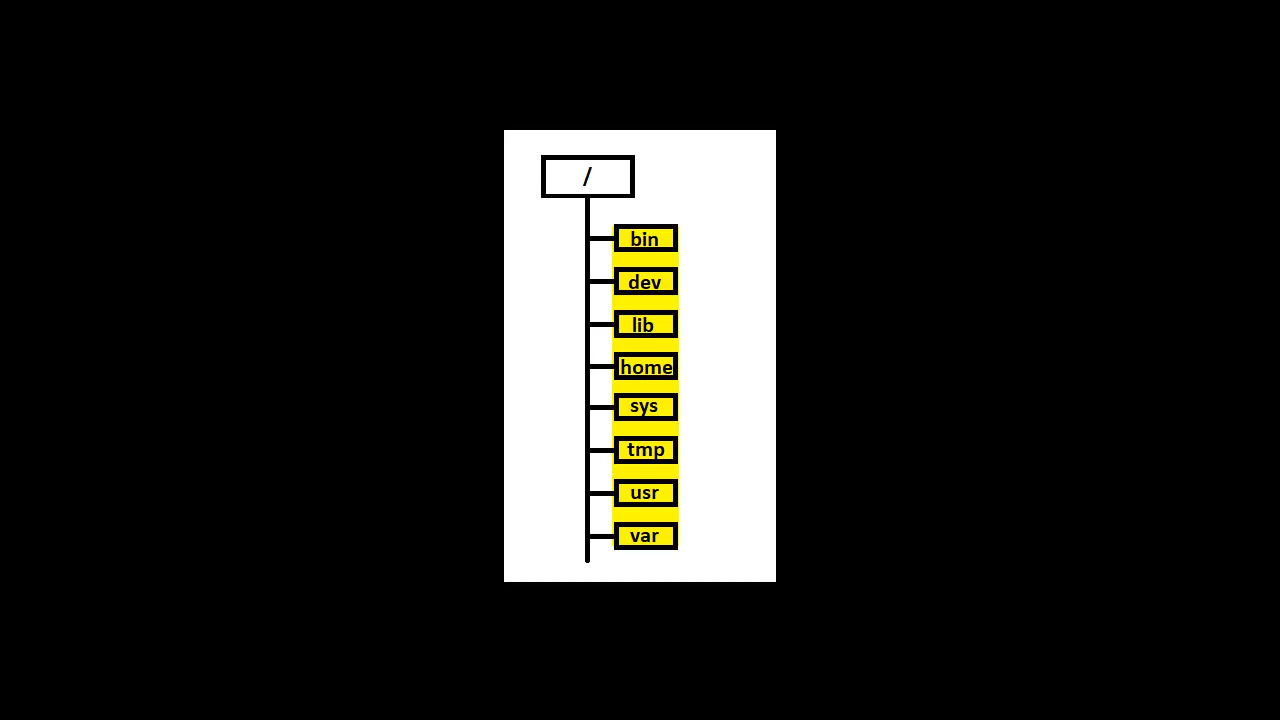 /
bin
dev
lib
home
sys
tmp
usr
var